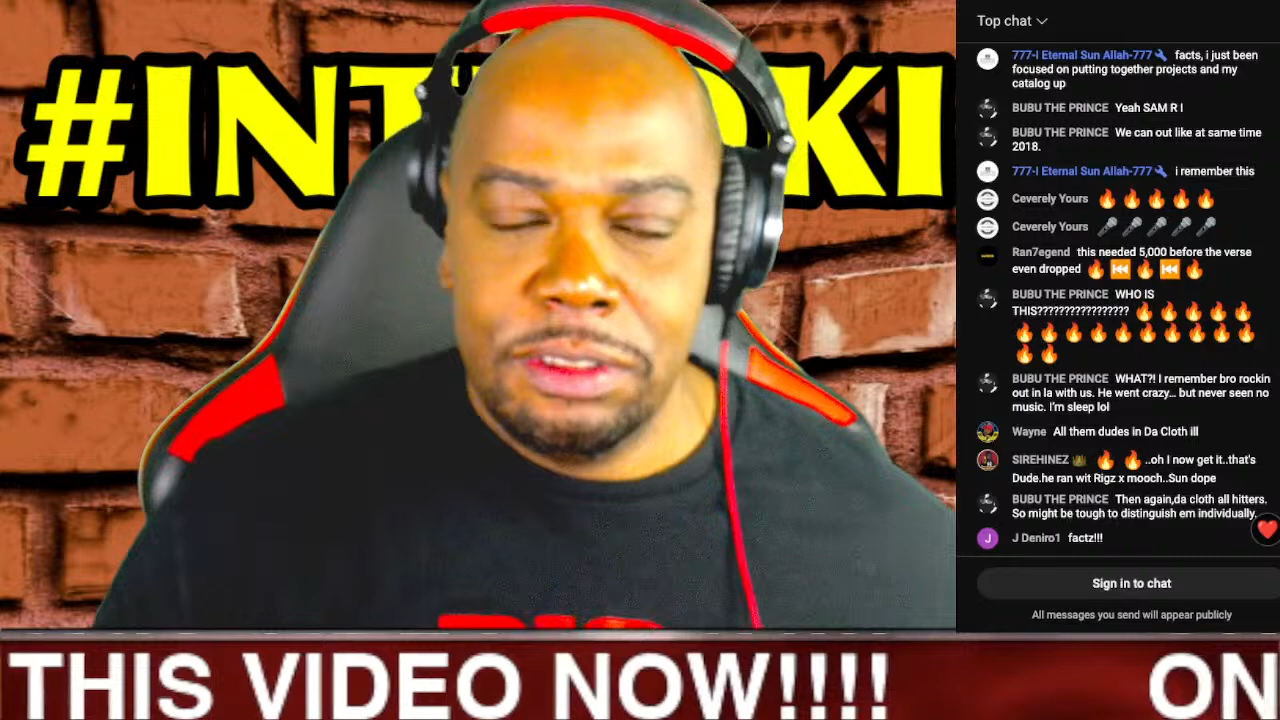 #INT
OKI
Top chat
777-I Eternal Sun Allah-777 facts, i just been
focused on putting together projects and my
catalog up
BUBU THE PRINCE Yeah SAM R I
BUBU THE PRINCE We can out like at same time
2018.
777-I Eternal Sun Allah-777 i remember this
Ceverely Yours 🔥🔥🔥🔥🔥
Ceverely Yours 🎤🎤🎤🎤🎤
Ran7egend this needed 5,000 before the verse
even dropped 🔥⏮🔥⏮🔥
BUBU THE PRINCE WHO IS
THIS???????????????? 🔥🔥🔥🔥🔥
🔥🔥🔥🔥🔥🔥🔥🔥🔥🔥
🔥🔥
BUBU THE PRINCE WHAT?! I remember bro rockin
out in la with us. He went crazy… but never seen no
music. I'm sleep lol
Wayne All them dudes in Da Cloth ill
SIREHINEZ 🔥 🔥 ..oh I now get it..that's
Dude.he ran wit Rigz x mooch..Sun dope
BUBU THE PRINCE Then again,da cloth all hitters.
So might be tough to distinguish em individually.
J J Deniro1 factz!!!
Sign in to chat
All messages you send will appear publicly
THIS VIDEO NOW!!!! ON